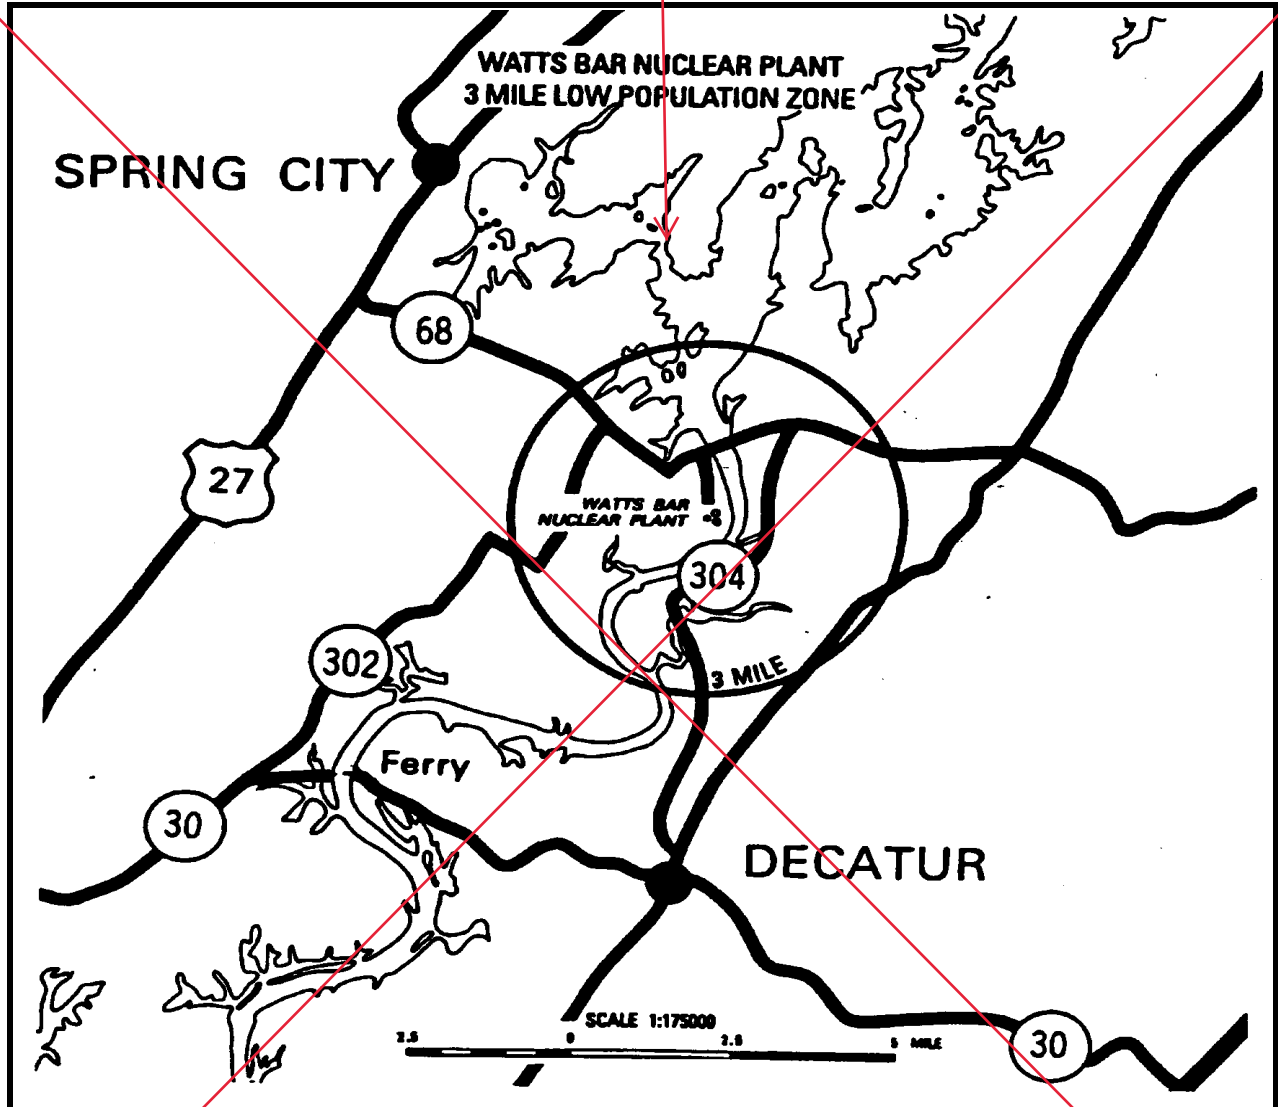 WATTS BAR NUCLEAR PLANT
3 MILE LOW POPULATION ZONE
SPRING CITY
68
27
WATTS BAR
NUCLEAR PLANT
304
302
3 MILE
Ferry
30
DECATUR
SCALE 1:175000
2.5 0 2.5 5 MILE
30